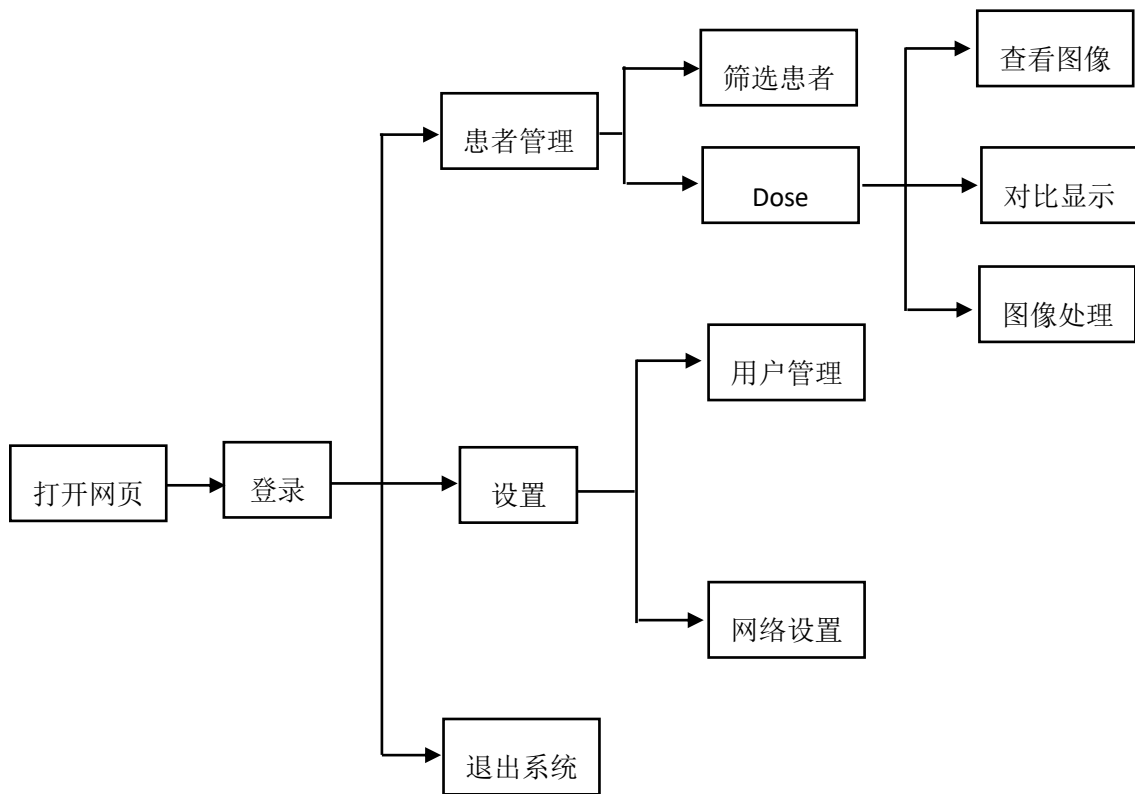 查看图像
筛选患者
患者管理
Dose
对比显示
图像处理
用户管理
打开网页
登录
设置
网络设置
退出系统